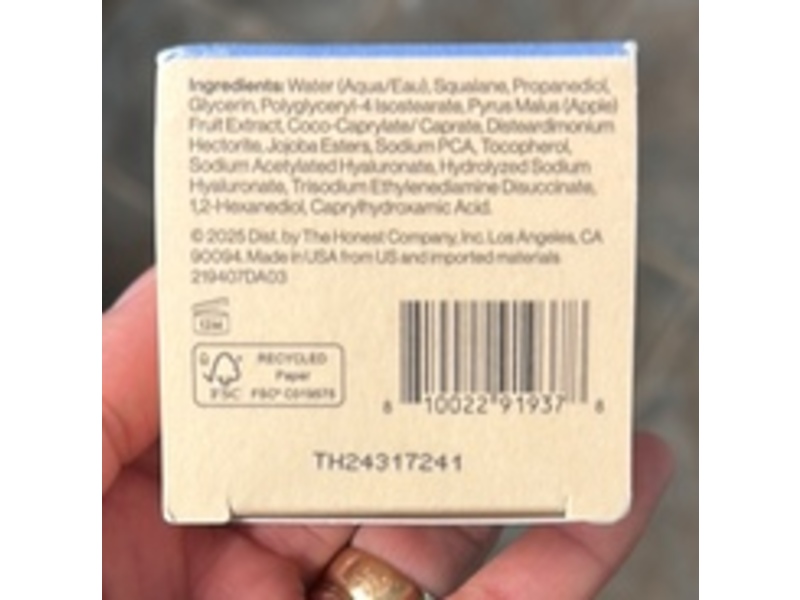 Ingredients: Water (Aqua/Eau), Squalane, Propanediol,
Glycerin, Polyglyceryl-4 Isostearate, Pyrus Malus (Apple)
Fruit Extract, Coco-Caprylate/ Caprate, Disteardimonium
Hectorite, Jojoba Esters, Sodium PCA, Tocopherol,
Sodium Acetylated Hyaluronate, Hydrolyzed Sodium
Hyaluronate, Trisodium Ethylenediamine Disuccinate,
1,2-Hexanediol, Caprylhydroxamic Acid.
© 2025 Dist. by The Honest Company, Inc. Los Angeles, CA
90094. Made in USA from US and imported materials
219407DA03
12M
RECYCLED
Paper
FSC FSC®
8 10022 91937 8
TH24317241